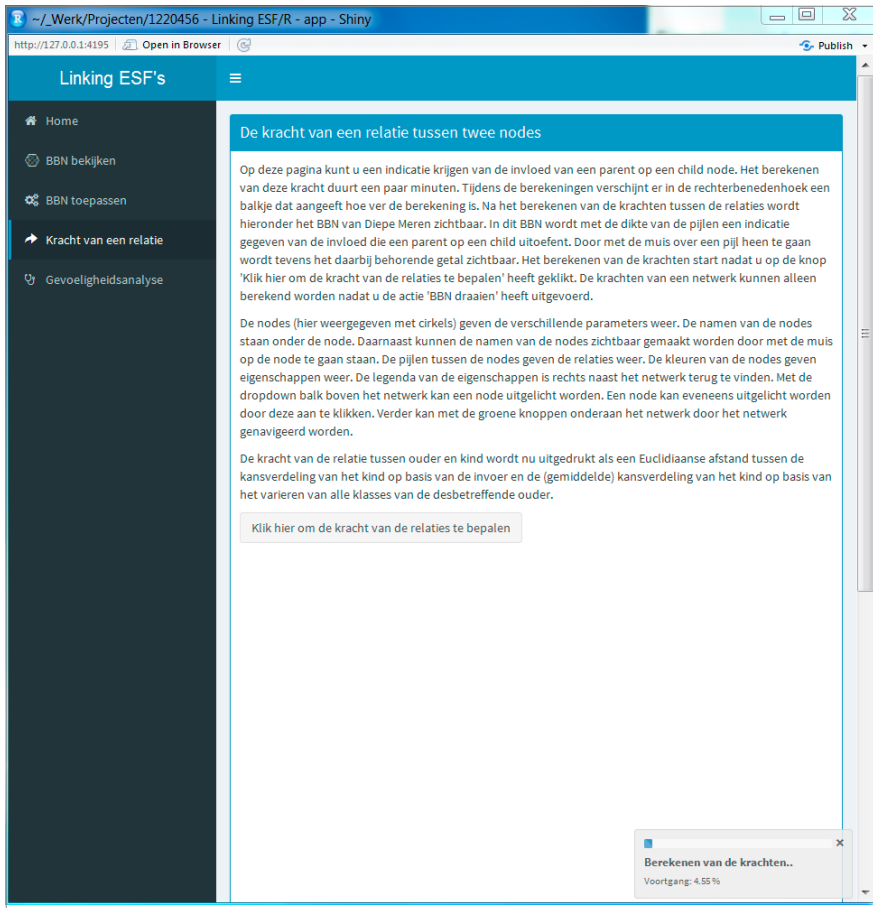 ~/_Werk/Projecten/1220456 - Linking ESF/R - app - Shiny
http://127.0.0.1:4195 Open in Browser Publish
Linking ESF's
Home
BBN bekijken
BBN toepassen
Kracht van een relatie
Gevoeligheidsanalyse
De kracht van een relatie tussen twee nodes
Op deze pagina kunt u een indicatie krijgen van de invloed van een parent op een child node. Het berekenen
van deze kracht duurt een paar minuten. Tijdens de berekeningen verschijnt er in de rechterbenedenhoek een
balkje dat aangeeft hoe ver de berekening is. Na het berekenen van de krachten tussen de relaties wordt
hieronder het BBN van Diepe Meren zichtbaar. In dit BBN wordt met de dikte van de pijlen een indicatie
gegeven van de invloed die een parent op een child uitoefent. Door met de muis over een pijl heen te gaan
wordt tevens het daarbij behorende getal zichtbaar. Het berekenen van de krachten start nadat u op de knop
'Klik hier om de kracht van de relaties te bepalen' heeft geklikt. De krachten van een netwerk kunnen alleen
berekend worden nadat u de actie 'BBN draaien' heeft uitgevoerd.
De nodes (hier weergegeven met cirkels) geven de verschillende parameters weer. De namen van de nodes
staan onder de node. Daarnaast kunnen de namen van de nodes zichtbaar gemaakt worden door met de muis
op de node te gaan staan. De pijlen tussen de nodes geven de relaties weer. De kleuren van de nodes geven
eigenschappen weer. De legenda van de eigenschappen is rechts naast het netwerk terug te vinden. Met de
dropdown balk boven het netwerk kan een node uitgelicht worden. Een node kan eveneens uitgelicht worden
door deze aan te klikken. Verder kan met de groene knoppen onderaan het netwerk door het netwerk
genavigeerd worden.
De kracht van de relatie tussen ouder en kind wordt nu uitgedrukt als een Euclidiaanse afstand tussen de
kansverdeling van het kind op basis van de invoer en de (gemiddelde) kansverdeling van het kind op basis van
het varieren van alle klasses van de desbetreffende ouder.
Klik hier om de kracht van de relaties te bepalen
Berekenen van de krachten..
Voortgang: 4.55 %